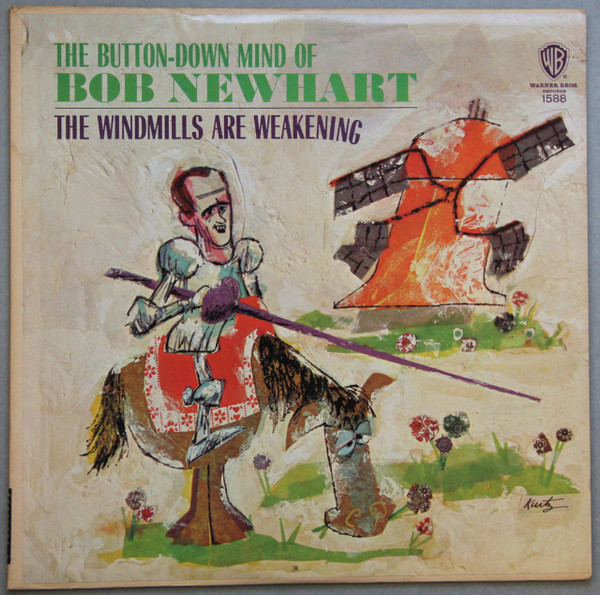 THE BUTTON-DOWN MIND OF
BOB NEWHART
THE WINDMILLS ARE WEAKENING
WB
WARNER BROS.
RECORDS
1588
Kurtz